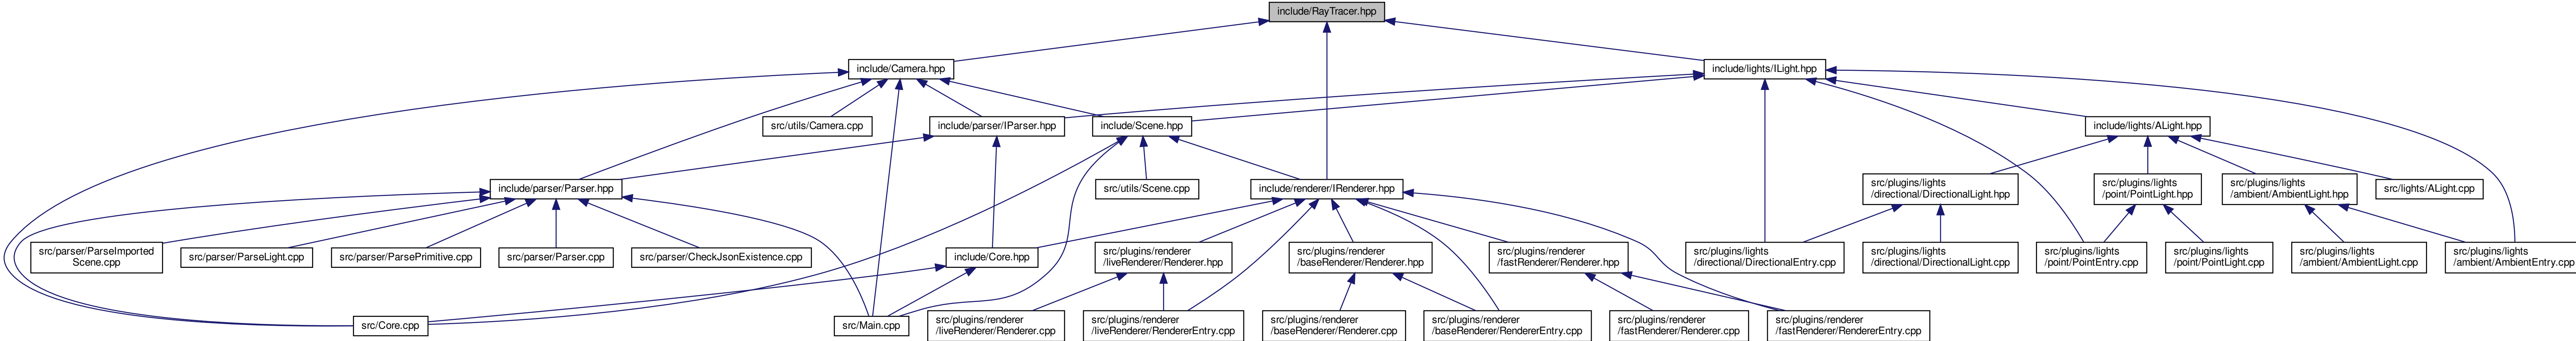 include/RayTracer.hpp
include/Camera.hpp
include/lights/ILight.hpp
src/utils/Camera.cpp
include/parser/IParser.hpp
include/Scene.hpp
include/lights/ALight.hpp
include/parser/Parser.hpp
src/utils/Scene.cpp
include/renderer/IRenderer.hpp
src/plugins/lights
/directional/DirectionalLight.hpp
src/plugins/lights
/point/PointLight.hpp
src/plugins/lights
/ambient/AmbientLight.hpp
src/lights/ALight.cpp
src/parser/ParseImported
Scene.cpp
src/parser/ParseLight.cpp
src/parser/ParsePrimitive.cpp
src/parser/Parser.cpp
src/parser/CheckJsonExistence.cpp
include/Core.hpp
src/plugins/renderer
/liveRenderer/Renderer.hpp
src/plugins/renderer
/baseRenderer/Renderer.hpp
src/plugins/renderer
/fastRenderer/Renderer.hpp
src/plugins/lights
/directional/DirectionalEntry.cpp
src/plugins/lights
/directional/DirectionalLight.cpp
src/plugins/lights
/point/PointEntry.cpp
src/plugins/lights
/point/PointLight.cpp
src/plugins/lights
/ambient/AmbientLight.cpp
src/plugins/lights
/ambient/AmbientEntry.cpp
src/Core.cpp
src/Main.cpp
src/plugins/renderer
/liveRenderer/Renderer.cpp
src/plugins/renderer
/liveRenderer/RendererEntry.cpp
src/plugins/renderer
/baseRenderer/Renderer.cpp
src/plugins/renderer
/baseRenderer/RendererEntry.cpp
src/plugins/renderer
/fastRenderer/Renderer.cpp
src/plugins/renderer
/fastRenderer/RendererEntry.cpp